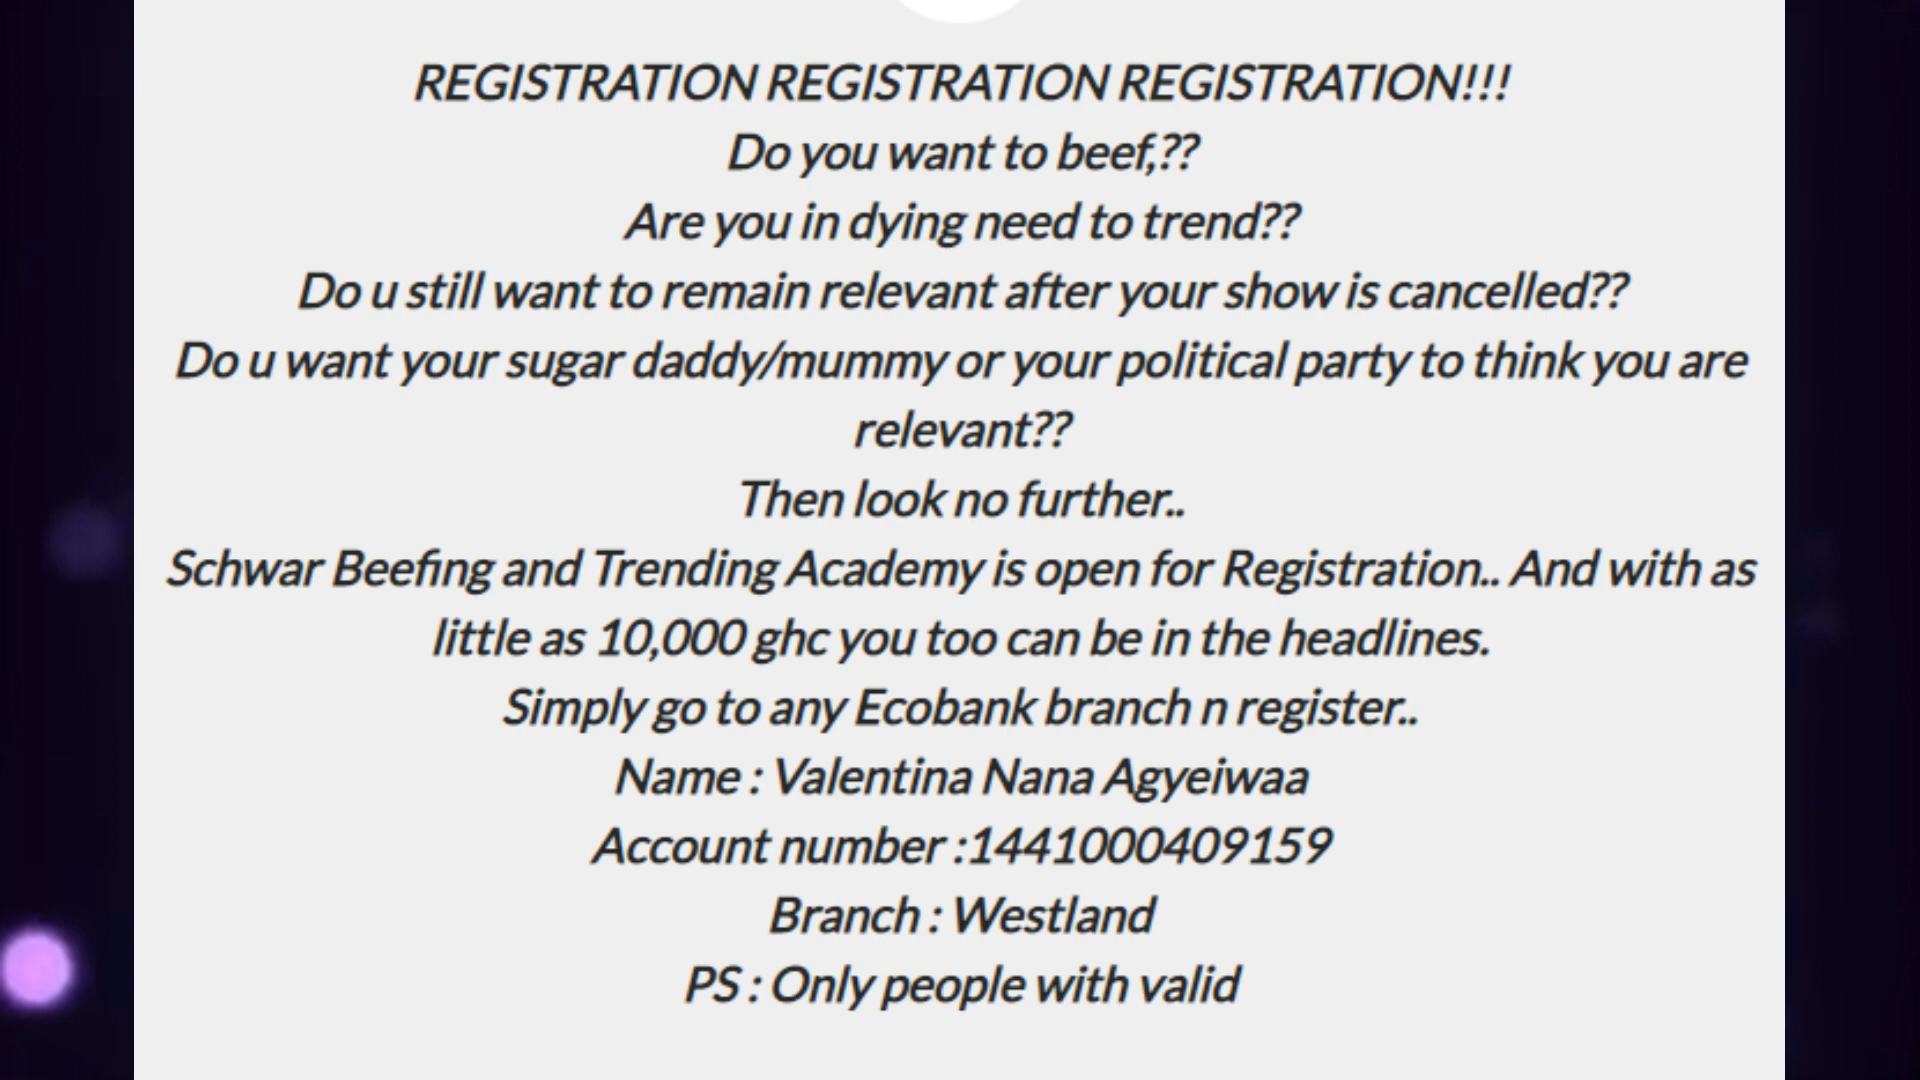 REGISTRATION REGISTRATION REGISTRATION!!!
Do you want to beef,??
Are you in dying need to trend??
Do u still want to remain relevant after your show is cancelled??
Do u want your sugar daddy/mummy or your political party to think you are
relevant??
Then look no further..
Schwar Beefing and Trending Academy is open for Registration.. And with as
little as 10,000 ghc you too can be in the headlines.
Simply go to any Ecobank branch n register..
Name : Valentina Nana Agyeiwaa
Account number :1441000409159
Branch : Westland
PS : Only people with valid